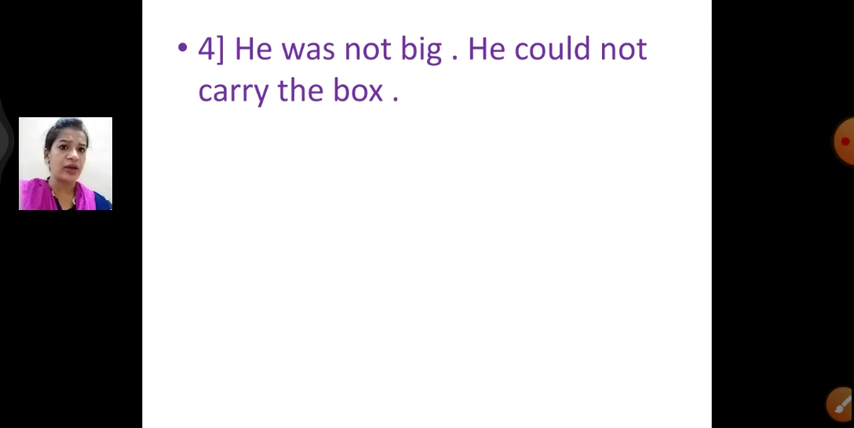 • 4] He was not big . He could not
carry the box .